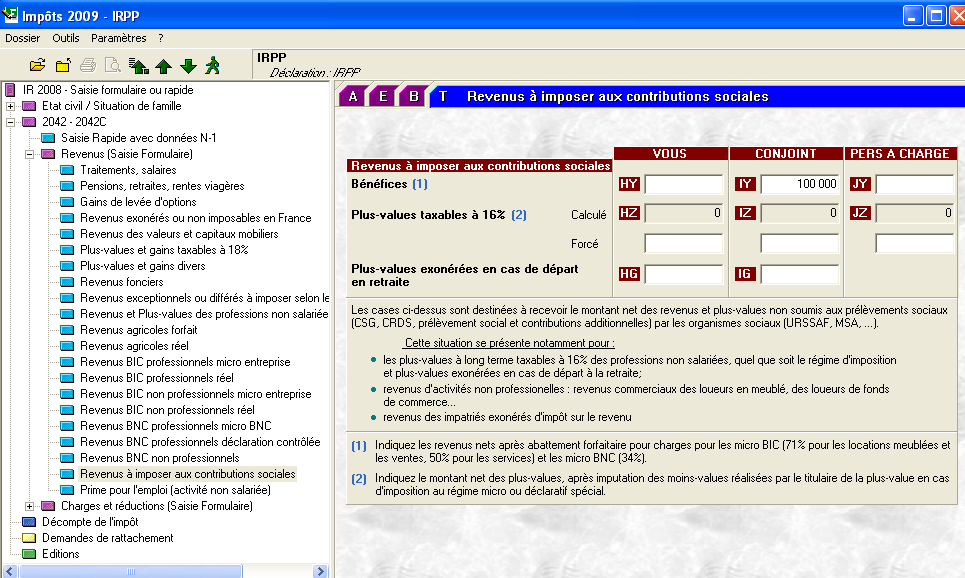 Impôts 2009 - IRPP
Dossier Outils Paramètres ?
IRPP
Déclaration : IRPP
IR 2008 - Saisie formulaire ou rapide
Etat civil / Situation de famille
2042 - 2042C
Saisie Rapide avec données N-1
Revenus (Saisie Formulaire)
Traitements, salaires
Pensions, retraites, rentes viagères
Gains de levée d'options
Revenus exonérés ou non imposables en France
Revenus des valeurs et capitaux mobiliers
Plus-values et gains taxables à 18%
Plus-values et gains divers
Revenus fonciers
Revenus exceptionnels ou différés à imposer selon le
Revenus et Plus-values des professions non salariée
Revenus agricoles forfait
Revenus agricoles réel
Revenus BIC professionnels micro entreprise
Revenus BIC professionnels réel
Revenus BIC non professionnels micro entreprise
Revenus BIC non professionnels réel
Revenus BNC professionnels micro BNC
Revenus BNC professionnels déclaration contrôlée
Revenus BNC non professionnels
Revenus à imposer aux contributions sociales
Prime pour l'emploi (activité non salariée)
Charges et réductions (Saisie Formulaire)
Décompte de l'impôt
Demandes de rattachement
Editions
A E B T Revenus à imposer aux contributions sociales
VOUS CONJOINT PERS A CHARGE
Revenus à imposer aux contributions sociales
Bénéfices (1) HY IY 100 000 JY
Plus-values taxables à 16% (2) Calculé HZ 0 IZ 0 JZ 0
Forcé
Plus-values exonérées en cas de départ
en retraite HG IG
Les cases ci-dessus sont destinées à recevoir le montant net des revenus et plus-values non soumis aux prélèvements sociaux
(CSG, CRDS, prélèvement social et contributions additionnelles) par les organismes sociaux (URSSAF, MSA, ...).
Cette situation se présente notamment pour :
les plus-values à long terme taxables à 16% des professions non salariées, quel que soit le régime d'imposition
et plus-values exonérées en cas de départ à la retraite;
revenus d'activités non professionelles : revenus commerciaux des loueurs en meublé, des loueurs de fonds
de commerce...
revenus des impatriés exonérés d'impôt sur le revenu
(1) Indiquez les revenus nets après abattement forfaitaire pour charges pour les micro BIC (71% pour les locations meublées et
les ventes, 50% pour les services) et les micro BNC (34%).
(2) Indiquez le montant net des plus-values, après imputation des moins-values réalisées par le titulaire de la plus-value en cas
d'imposition au régime micro ou déclaratif spécial.